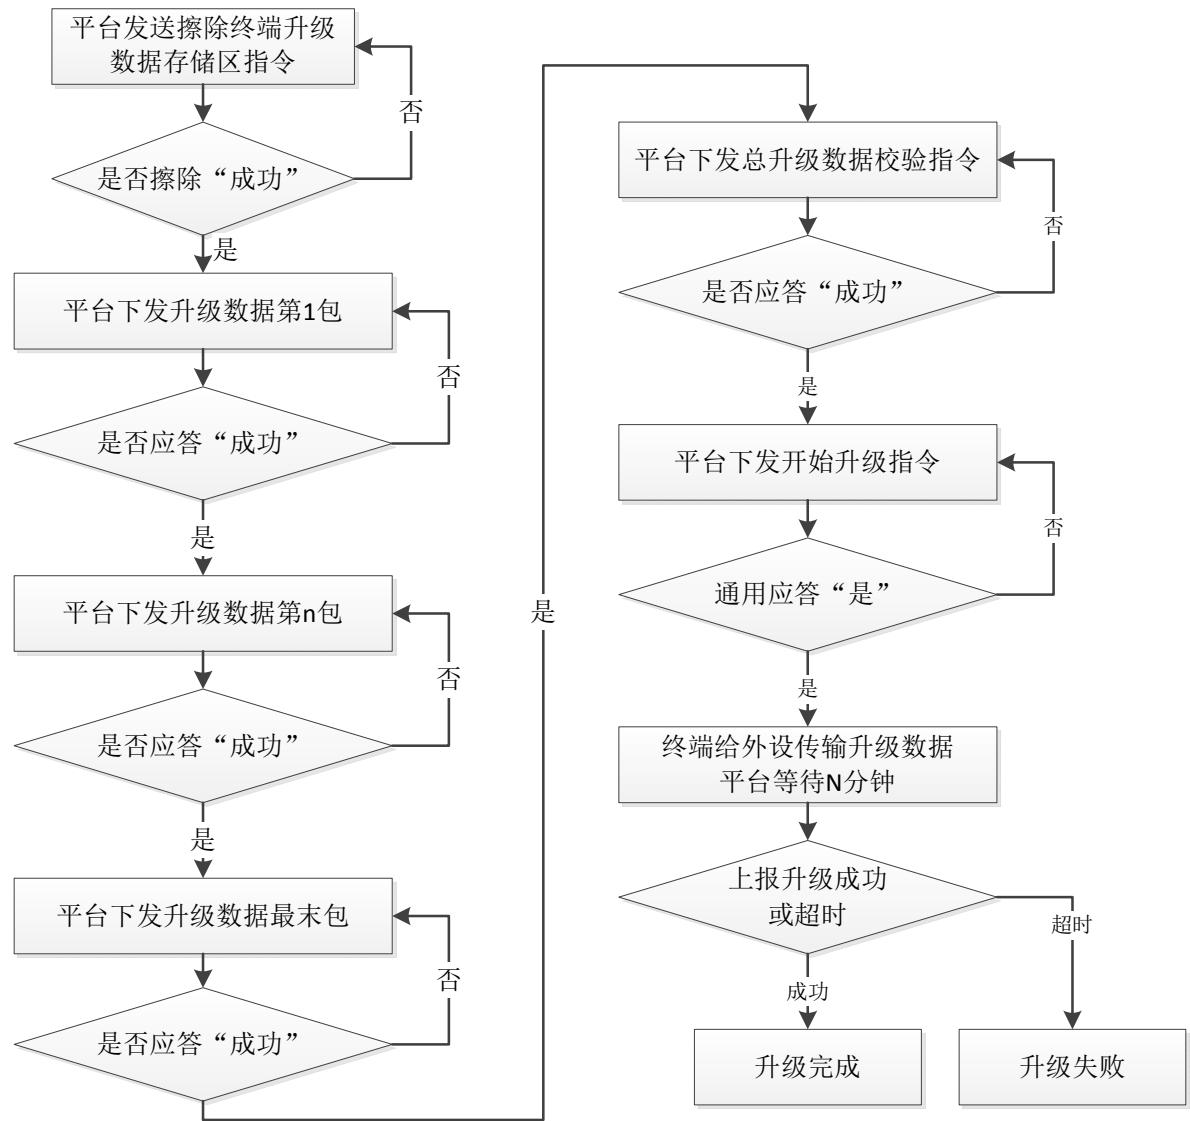 平台发送擦除终端升级
数据存储区指令
否
是否擦除“成功”
是
平台下发升级数据第1包
否
是否应答“成功”
是
平台下发升级数据第n包
否
是否应答“成功”
是
平台下发升级数据最末包
否
是否应答“成功”
是
平台下发总升级数据校验指令
否
是否应答“成功”
是
平台下发开始升级指令
否
通用应答“是”
是
终端给外设传输升级数据
平台等待N分钟
上报升级成功
或超时
超时
成功
升级完成
升级失败